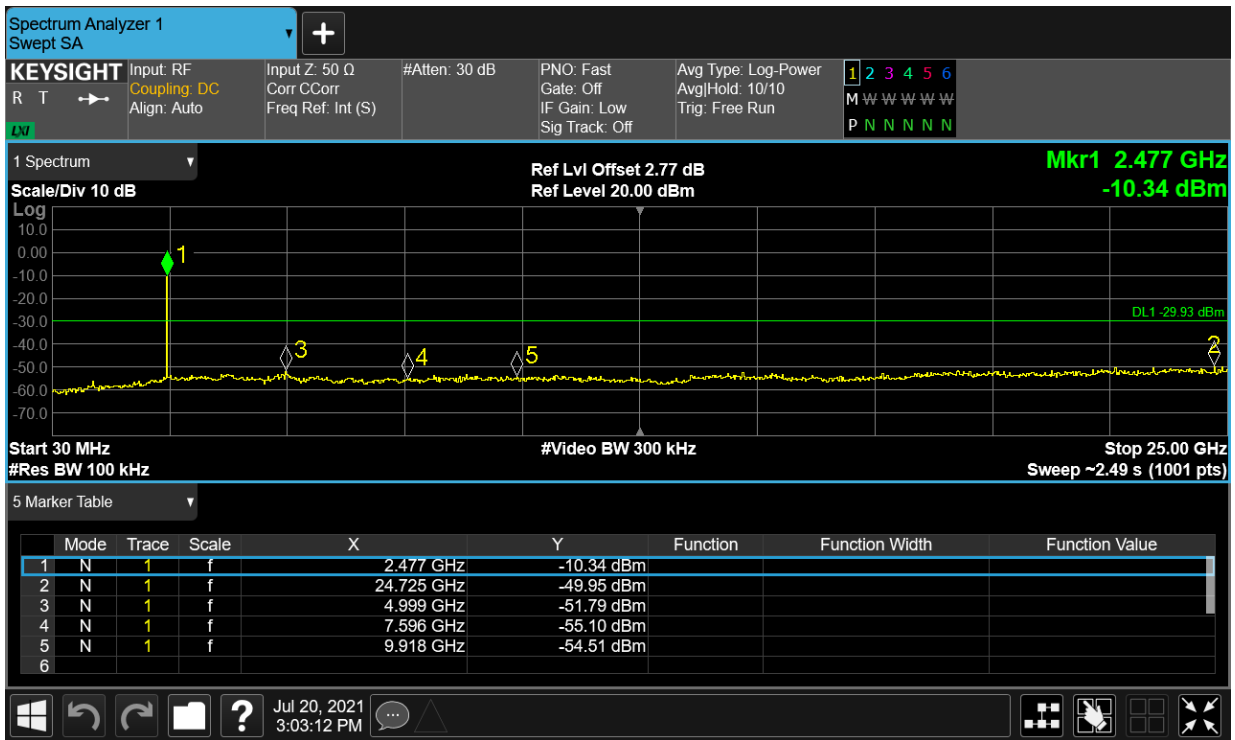 Spectrum Analyzer 1
Swept SA
KEYSIGHT Input: RF Input Z: 50 Ω #Atten: 30 dB PNO: Fast Avg Type: Log-Power 1 2 3 4 5 6
R T Coupling: DC Corr CCorr Gate: Off Avg|Hold: 10/10 M W W W W W
Align: Auto Freq Ref: Int (S) IF Gain: Low Trig: Free Run P N N N N N
LXI Sig Track: Off
1 Spectrum Ref Lvl Offset 2.77 dB Mkr1 2.477 GHz
Scale/Div 10 dB Ref Level 20.00 dBm -10.34 dBm
Log
10.0
0.00 1
-10.0
-20.0
-30.0 DL1 -29.93 dBm
-40.0 3 4 5 2
-50.0
-60.0
-70.0
Start 30 MHz #Video BW 300 kHz Stop 25.00 GHz
#Res BW 100 kHz Sweep ~2.49 s (1001 pts)
5 Marker Table
Mode Trace Scale X Y Function Function Width Function Value
1 N 1 f 2.477 GHz -10.34 dBm
2 N 1 f 24.725 GHz -49.95 dBm
3 N 1 f 4.999 GHz -51.79 dBm
4 N 1 f 7.596 GHz -55.10 dBm
5 N 1 f 9.918 GHz -54.51 dBm
6
? Jul 20, 2021
3:03:12 PM